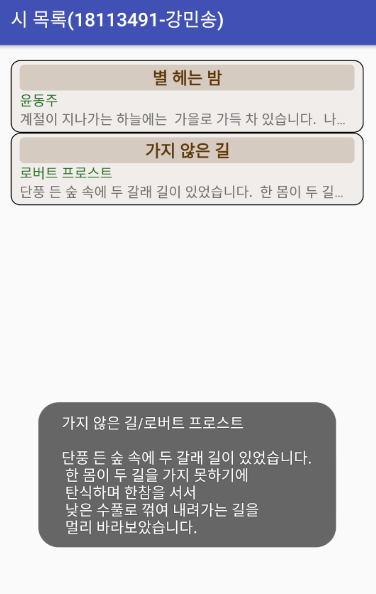 시 목록(18113491-강민송)
별 헤는 밤
윤동주
계절이 지나가는 하늘에는 가을로 가득 차 있습니다. 나...
가지 않은 길
로버트 프로스트
단풍 든 숲 속에 두 갈래 길이 있었습니다. 한 몸이 두 길...
가지 않은 길/로버트 프로스트
단풍 든 숲 속에 두 갈래 길이 있었습니다.
한 몸이 두 길을 가지 못하기에
탄식하며 한참을 서서
낮은 수풀로 꺾여 내려가는 길을
멀리 바라보았습니다.